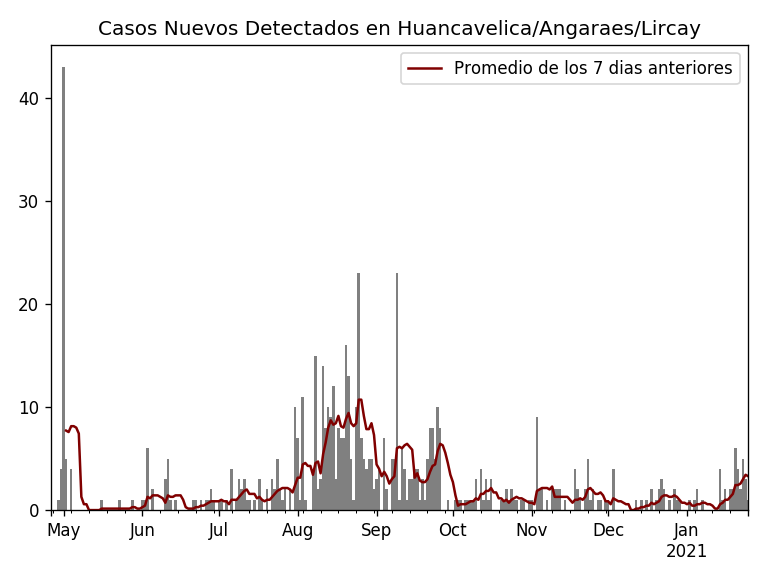 Casos Nuevos Detectados en Huancavelica/Angaraes/Lircay
Promedio de los 7 dias anteriores
40
30
20
10
0
May Jun Jul Aug Sep Oct Nov Dec Jan
2021